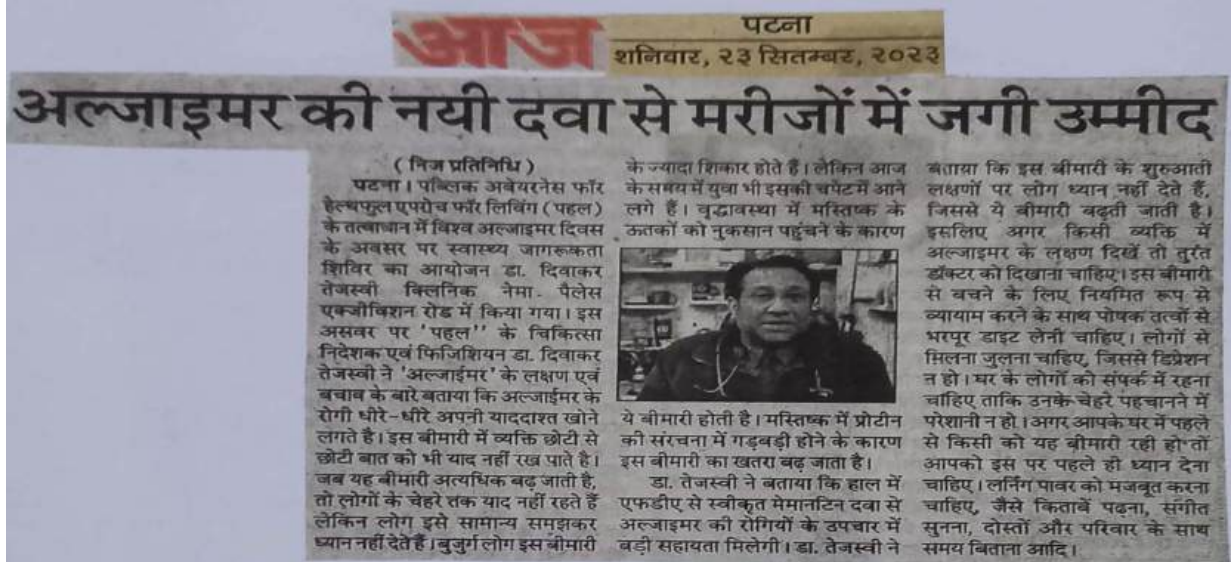 आज
पटना
शनिवार, २३ सितम्बर, २०२३
अल्जाइमर की नयी दवा से मरीजों में जगी उम्मीद
( निज प्रतिनिधि )
पटना। पब्लिक अवेयरनेस फॉर
हेल्थफुल एप्रोच फॉर लिविंग (पहल)
के तत्वाधान में विश्व अल्जाइमर दिवस
के अवसर पर स्वास्थ्य जागरूकता
शिविर का आयोजन डा. दिवाकर
तेजस्वी क्लिनिक नेमा- पैलेस
एक्जीविशन रोड में किया गया। इस
असवर पर 'पहल'' के चिकित्सा
निदेशक एवं फिजिशियन डा. दिवाकर
तेजस्वी ने 'अल्जाईमर' के लक्षण एवं
बचाव के बारे बताया कि अल्जाईमर के
रोगी धीरे-धीरे अपनी याददाश्त खोने
लगते है। इस बीमारी में व्यक्ति छोटी से
छोटी बात को भी याद नहीं रख पाते है।
जब यह बीमारी अत्यधिक बढ़ जाती है,
तो लोगों के चेहरे तक याद नहीं रहते हैं
लेकिन लोग इसे सामान्य समझकर
ध्यान नहीं देते हैं। बुजुर्ग लोग इस बीमारी
के ज्यादा शिकार होते हैं। लेकिन आज
के समय में युवा भी इसकी चपेट में आने
लगे हैं। वृद्धावस्था में मस्तिष्क के
ऊतकों को नुकसान पहुंचने के कारण
ये बीमारी होती है। मस्तिष्क में प्रोटीन
की संरचना में गड़बड़ी होने के कारण
इस बीमारी का खतरा बढ़ जाता है।
डा. तेजस्वी ने बताया कि हाल में
एफडीए से स्वीकृत मेमानटिन दवा से
अल्जाइमर की रोगियों के उपचार में
बड़ी सहायता मिलेगी। डा. तेजस्वी ने
बताया कि इस बीमारी के शुरुआती
लक्षणों पर लोग ध्यान नहीं देते हैं,
जिससे ये बीमारी बढ़ती जाती है।
इसलिए अगर किसी व्यक्ति में
अल्जाइमर के लक्षण दिखें तो तुरंत
डॉक्टर को दिखाना चाहिए। इस बीमारी
से बचने के लिए नियमित रूप से
व्यायाम करने के साथ पोषक तत्वों से
भरपूर डाइट लेनी चाहिए। लोगों से
मिलना जुलना चाहिए, जिससे डिप्रेशन
न हो। घर के लोगों को संपर्क में रहना
चाहिए ताकि उनके चेहरे पहचानने में
परेशानी न हो। अगर आपके घर में पहले
से किसी को यह बीमारी रही हो तो
आपको इस पर पहले ही ध्यान देना
चाहिए। लर्निंग पावर को मजबूत करना
चाहिए, जैसे किताबें पढ़ना, संगीत
सुनना, दोस्तों और परिवार के साथ
समय बिताना आदि।